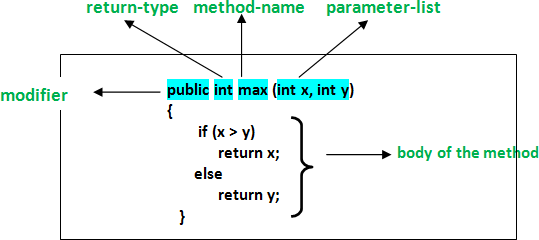 return-type method-name parameter-list
modifier
public int max (int x, int y)
{
if (x > y)
return x;
else
return y;
}
body of the method